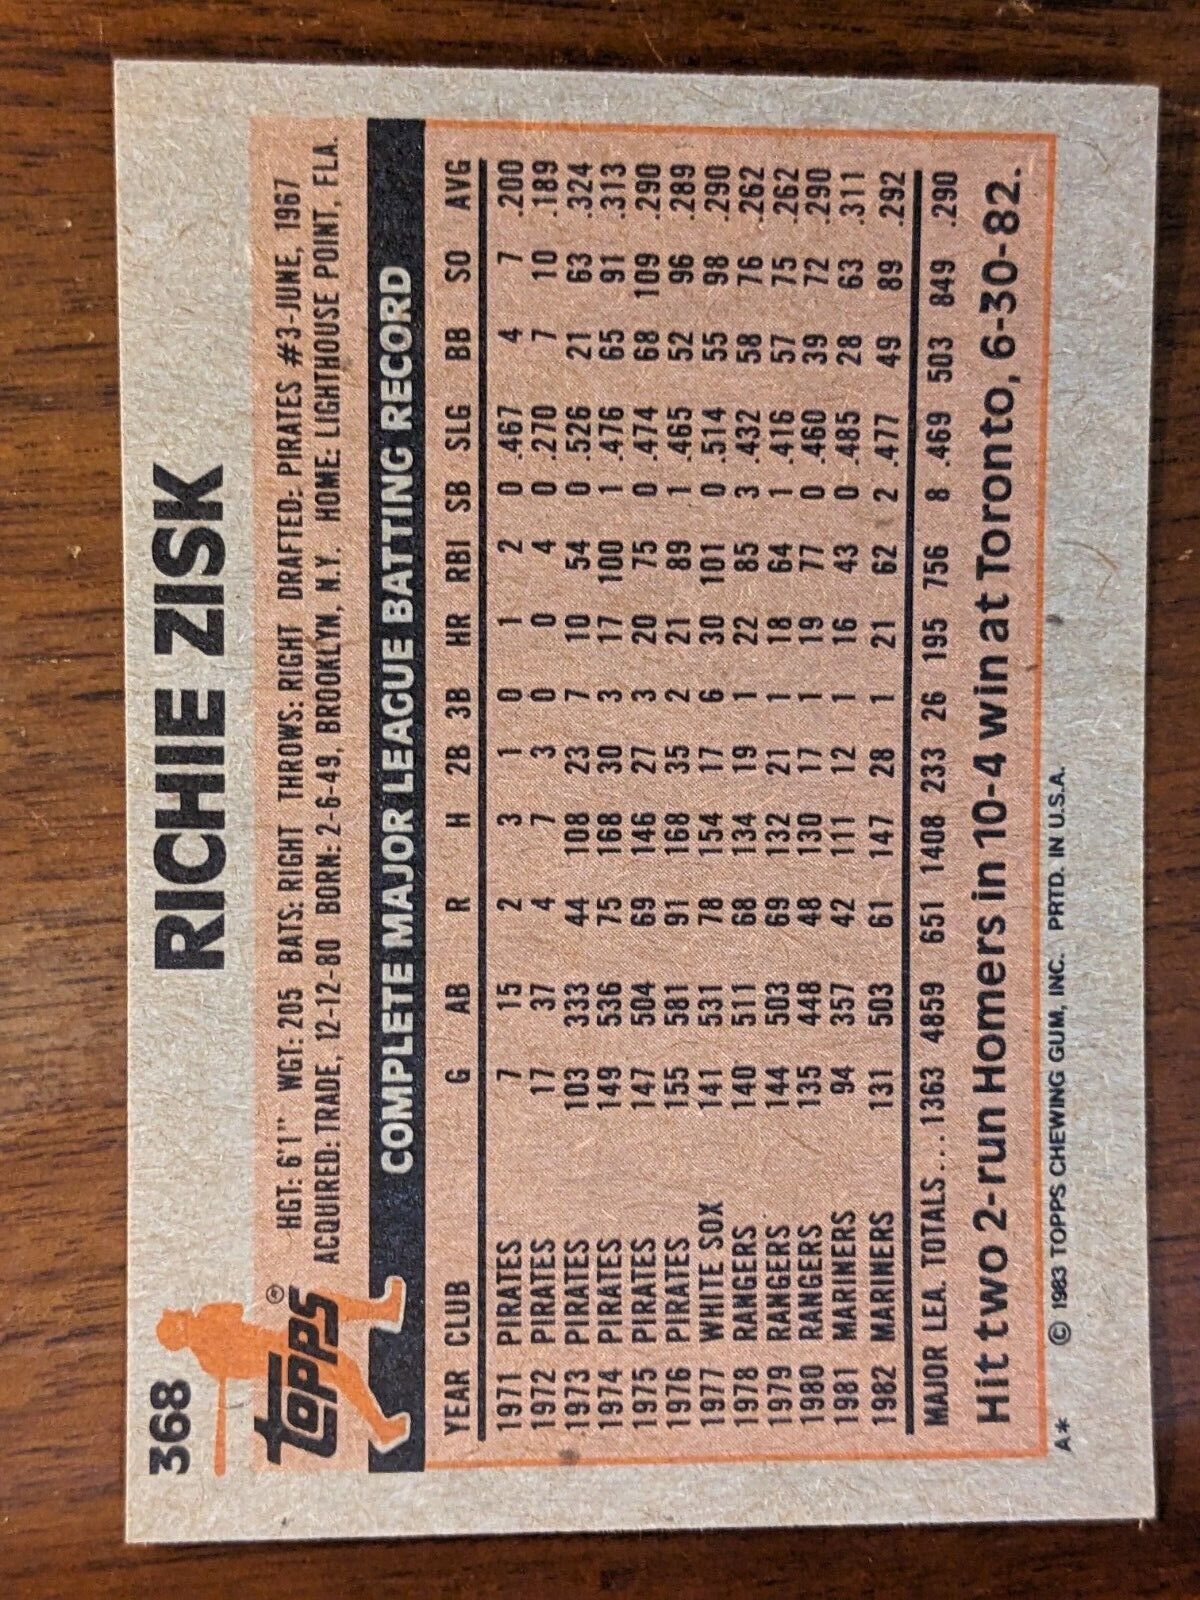 368
RICHIE ZISK
Topps®
HGT: 6'1" WGT: 205 BATS: RIGHT THROWS: RIGHT DRAFTED: PIRATES #3-JUNE, 1967
ACQUIRED: TRADE, 12-12-80 BORN: 2-6-49, BROOKLYN, N.Y. HOME: LIGHTHOUSE POINT, FLA.
COMPLETE MAJOR LEAGUE BATTING RECORD
YEAR CLUB G AB R H 2B 3B HR RBI SB SLG BB SO AVG
1971 PIRATES 7 15 2 3 1 0 1 2 0 .467 4 7 .200
1972 PIRATES 17 37 4 7 3 0 0 4 0 .270 7 10 .189
1973 PIRATES 103 333 44 108 23 7 10 54 0 .526 21 63 .324
1974 PIRATES 149 536 75 168 30 3 17 100 1 .476 65 91 .313
1975 PIRATES 147 504 69 146 27 3 20 75 0 .474 68 109 .290
1976 PIRATES 155 581 91 168 35 2 21 89 1 .465 52 96 .289
1977 WHITE SOX 141 531 78 154 17 6 30 101 0 .514 55 98 .290
1978 RANGERS 140 511 68 134 19 1 22 85 3 .432 58 76 .262
1979 RANGERS 144 503 69 132 21 1 18 64 1 .416 57 75 .262
1980 RANGERS 135 448 48 130 17 1 19 77 0 .460 39 72 .290
1981 MARINERS 94 357 42 111 12 1 16 43 0 .485 28 63 .311
1982 MARINERS 131 503 61 147 28 1 21 62 2 .477 49 89 .292
MAJOR LEA. TOTALS...1363 4859 651 1408 233 26 195 756 8 .469 503 849 .290
Hit two 2-run Homers in 10-4 win at Toronto, 6-30-82.
A* © 1983 TOPPS CHEWING GUM, INC. PRTD. IN U.S.A.